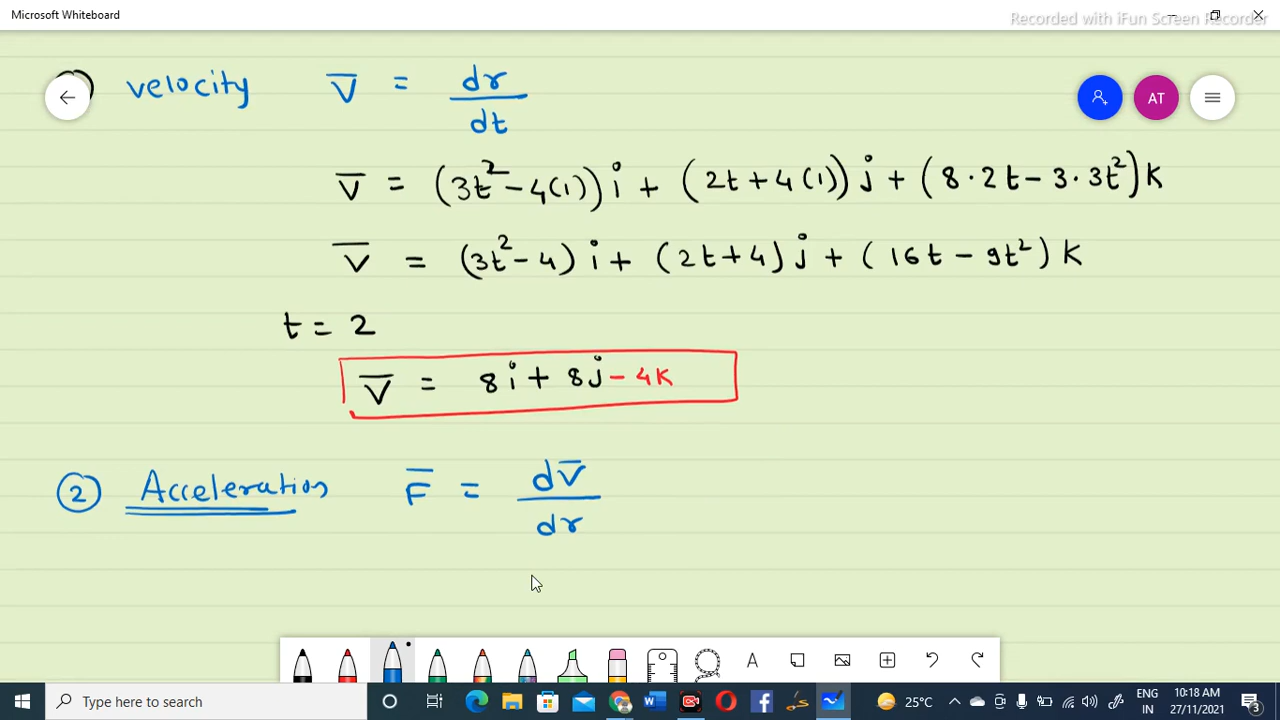 Microsoft Whiteboard
Recorded with iFun Screen Recorder
velocity V̅ = dr/dt
AT
V̅ = (3t² - 4(1)) i + (2t + 4(1)) j + (8 · 2t - 3 · 3t²) K
V̅ = (3t² - 4) i + (2t + 4) j + (16t - 9t²) K
t = 2
V̅ = 8i + 8j - 4K
② Acceleration F̅ = dV̅/dr
A
Type here to search
W
25°C
ENG
IN
10:18 AM
27/11/2021
3